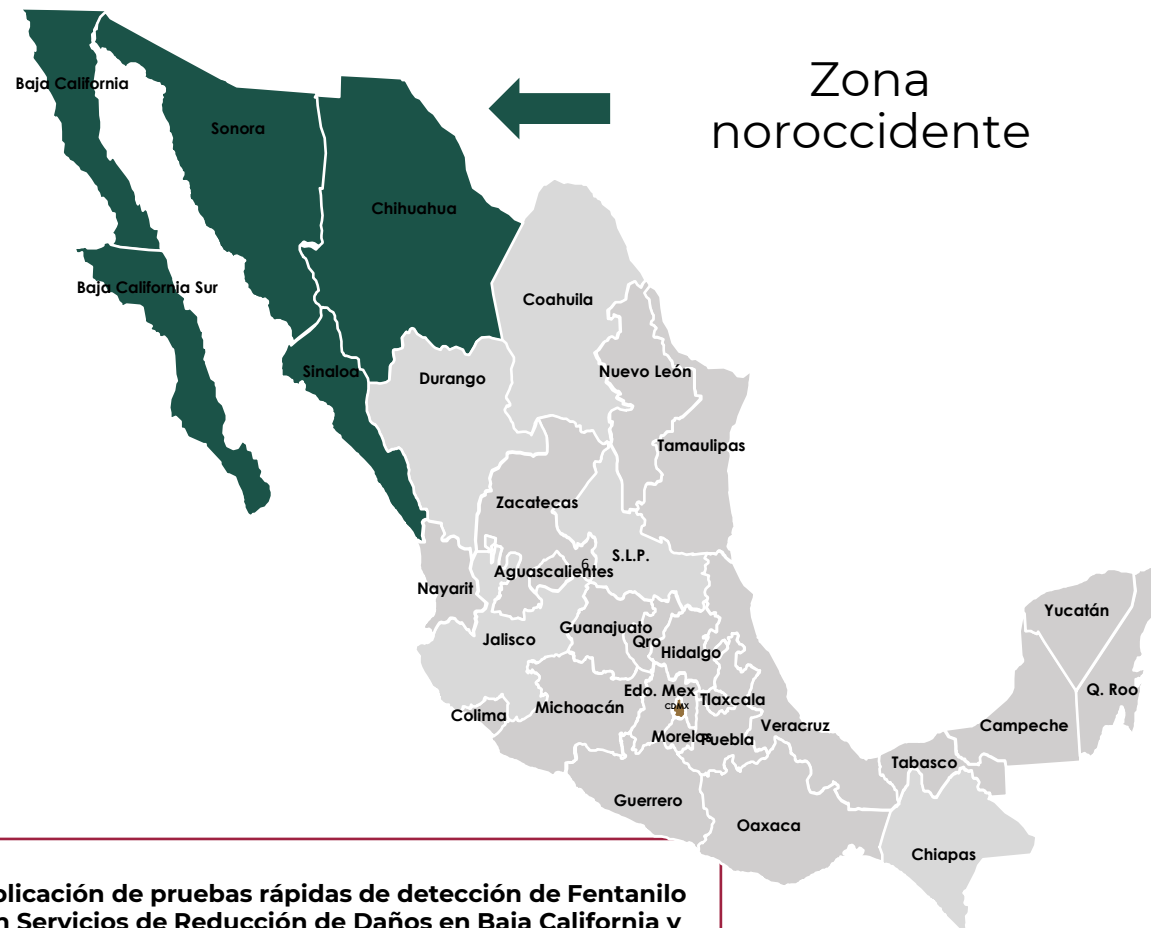 Zona
noroccidente
Baja California
Sonora
Chihuahua
Baja California Sur
Coahuila
Sinaloa
Durango
Nuevo León
Tamaulipas
Zacatecas
S.L.P.
6
Aguascalientes
Nayarit
Yucatán
Guanajuato
Jalisco
Qro
Hidalgo
Q. Roo
Edo. Mex
Tlaxcala
CDMX
Michoacán
Colima
Veracruz
Campeche
Morelos
Puebla
Tabasco
Guerrero
Oaxaca
Chiapas
plicación de pruebas rápidas de detección de Fentanilo
n Servicios de Reducción de Daños en Baja California y